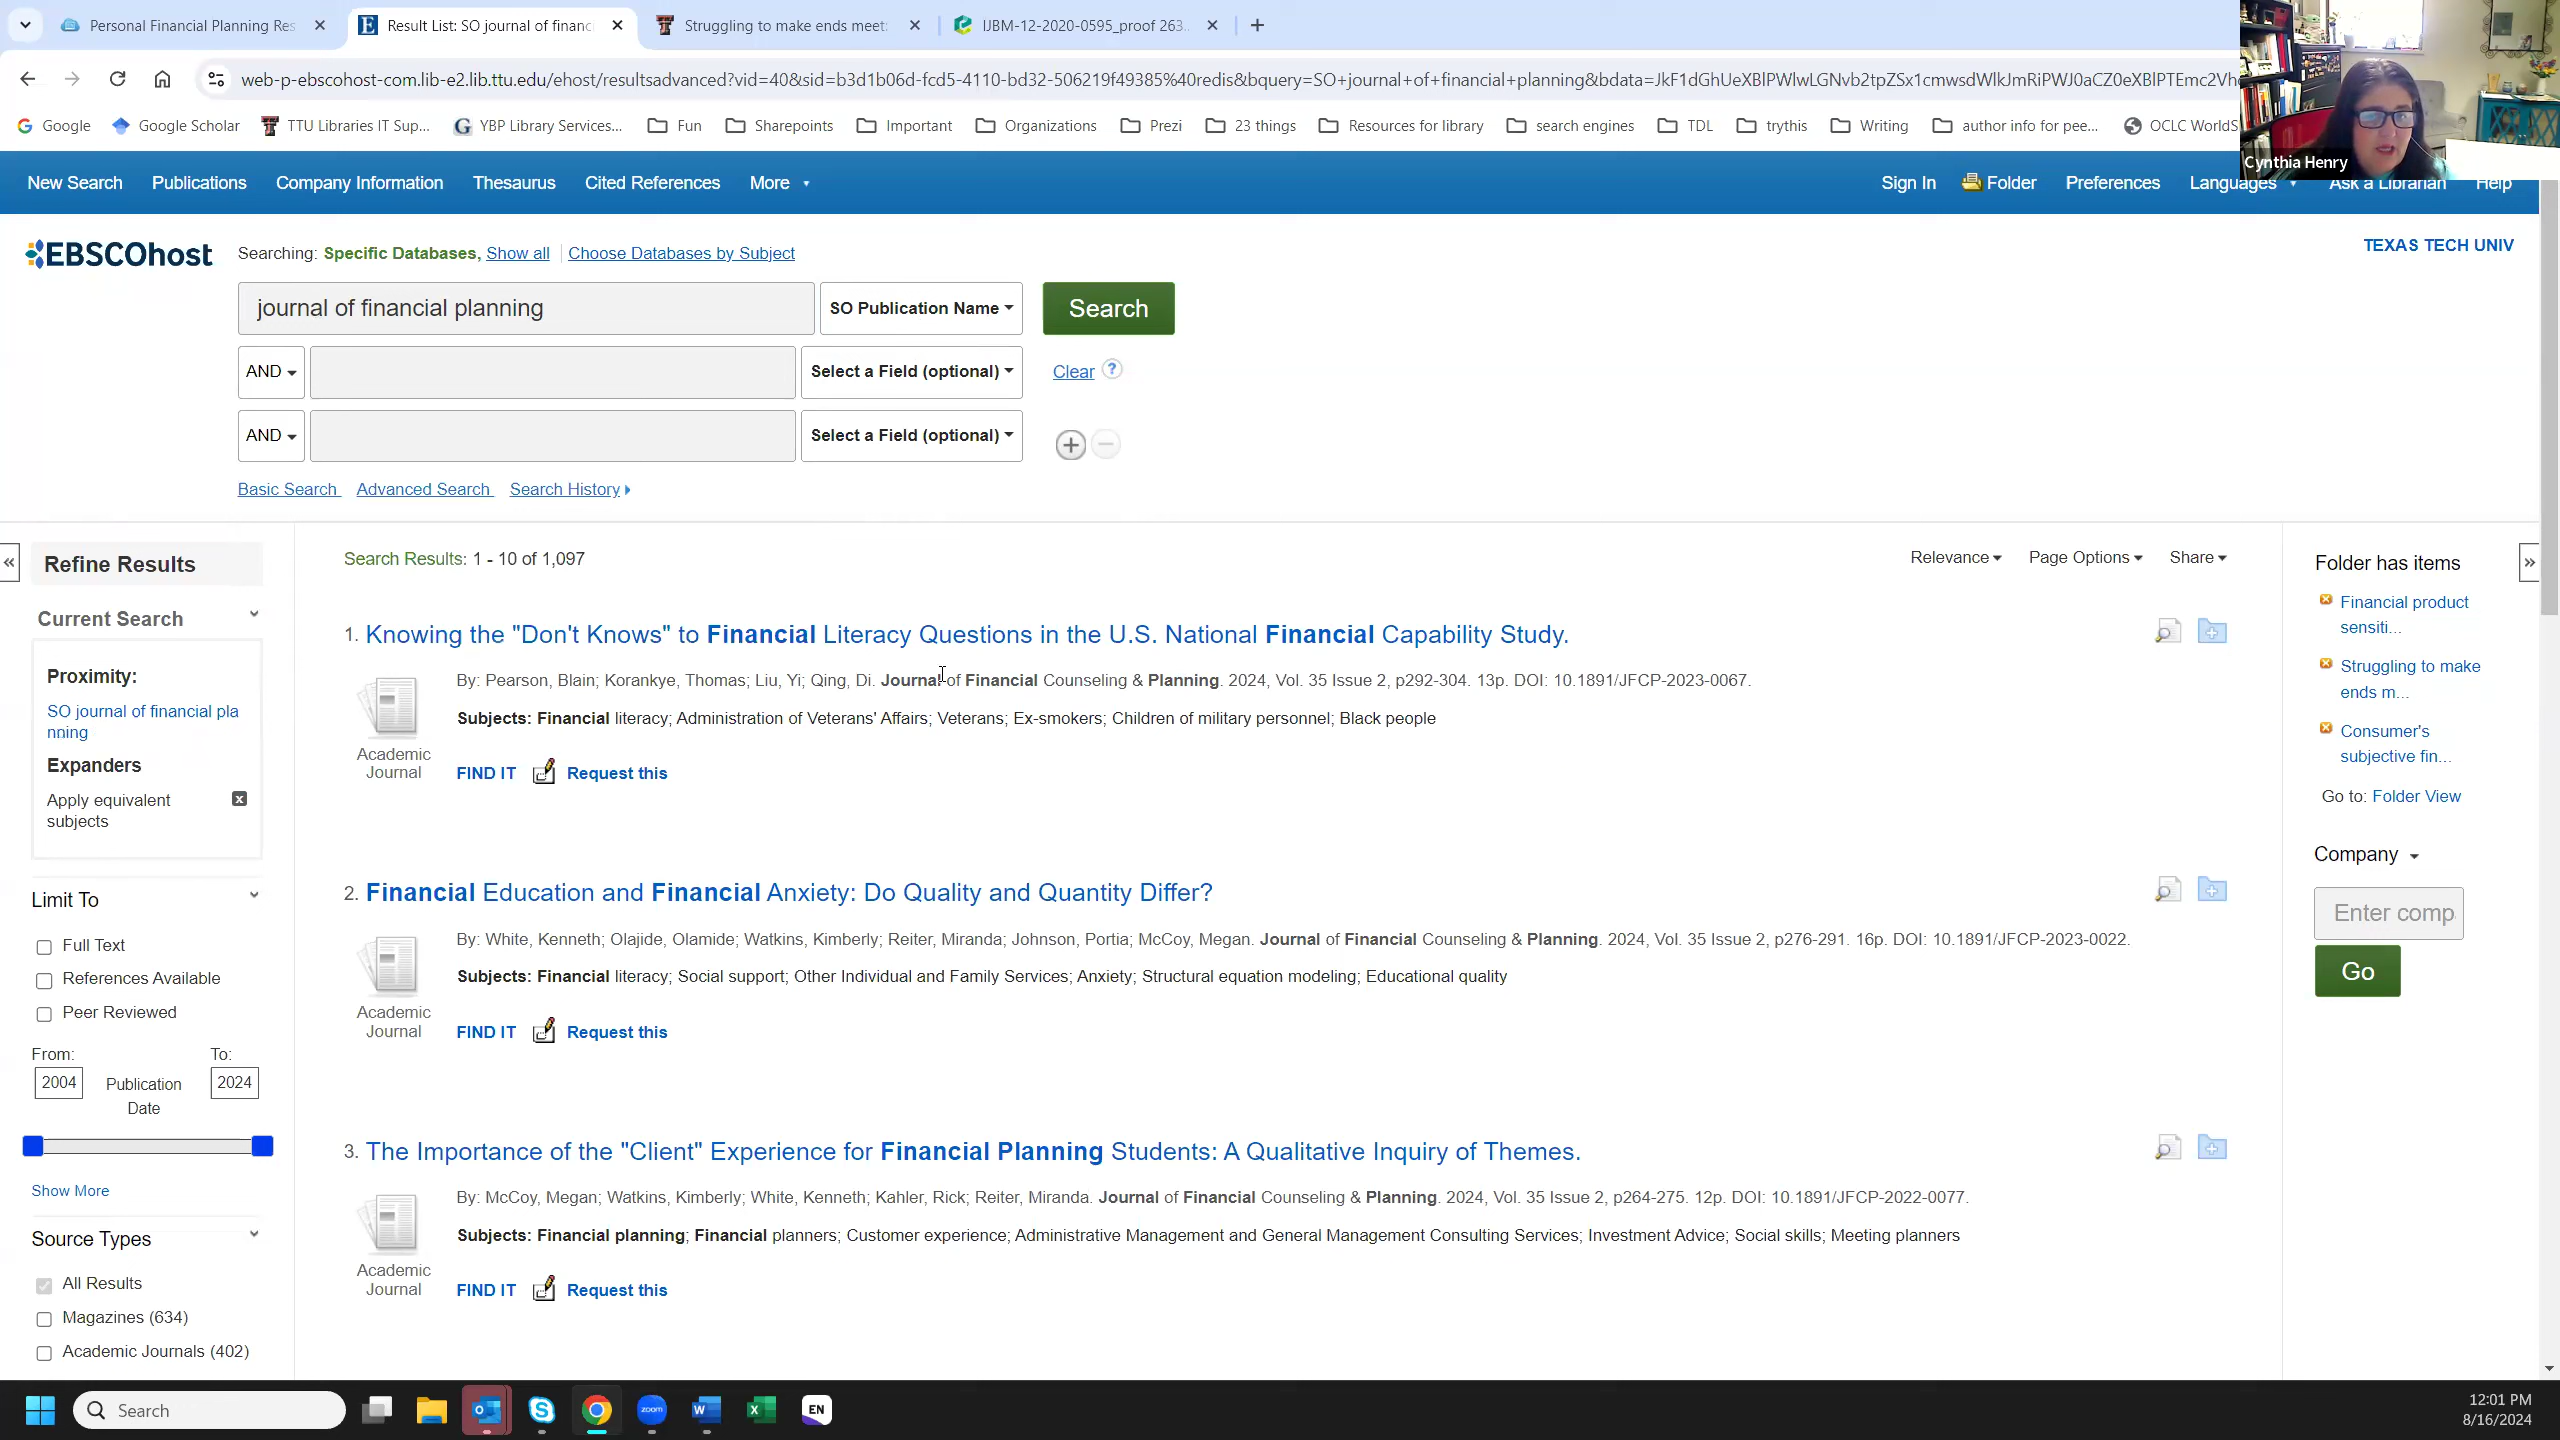 Personal Financial Planning Res
Result List: SO journal of financ
Struggling to make ends meet:
IJBM-12-2020-0595_proof 263..
web-p-ebscohost-com.lib-e2.lib.ttu.edu/ehost/resultsadvanced?vid=40&sid=b3d1b06d-fcd5-4110-bd32-506219f49385%40redis&bquery=SO+journal+of+financial+planning&bdata=JkF1dGhUeXBlPWlwLGNvb2tpZSx1cmwsdWlkJmRiPWJ0aCZ0eXBlPTEmc2Vh
Google
Google Scholar
TTU Libraries IT Sup...
YBP Library Services...
Fun
Sharepoints
Important
Organizations
Prezi
23 things
Resources for library
search engines
TDL
trythis
Writing
author info for pee...
OCLC WorldS
Cynthia Henry
New Search
Publications
Company Information
Thesaurus
Cited References
More
Sign In
Folder
Preferences
Languages
Ask a Librarian
Help
EBSCOhost
Searching: Specific Databases, Show all
Choose Databases by Subject
TEXAS TECH UNIV
journal of financial planning
SO Publication Name
Search
AND
Select a Field (optional)
Clear
?
AND
Select a Field (optional)
Basic Search
Advanced Search
Search History
Refine Results
Current Search
Proximity:
SO journal of financial pla
nning
Expanders
Apply equivalent
subjects
Limit To
Full Text
References Available
Peer Reviewed
From:
To:
2004
Publication
Date
2024
Show More
Source Types
All Results
Magazines (634)
Academic Journals (402)
Search Results: 1 - 10 of 1,097
Relevance
Page Options
Share
1. Knowing the "Don't Knows" to Financial Literacy Questions in the U.S. National Financial Capability Study.
By: Pearson, Blain; Korankye, Thomas; Liu, Yi; Qing, Di. Journal of Financial Counseling & Planning. 2024, Vol. 35 Issue 2, p292-304. 13p. DOI: 10.1891/JFCP-2023-0067.
Subjects: Financial literacy; Administration of Veterans' Affairs; Veterans; Ex-smokers; Children of military personnel; Black people
Academic
Journal
FIND IT
Request this
2. Financial Education and Financial Anxiety: Do Quality and Quantity Differ?
By: White, Kenneth; Olajide, Olamide; Watkins, Kimberly; Reiter, Miranda; Johnson, Portia; McCoy, Megan. Journal of Financial Counseling & Planning. 2024, Vol. 35 Issue 2, p276-291. 16p. DOI: 10.1891/JFCP-2023-0022.
Subjects: Financial literacy; Social support; Other Individual and Family Services; Anxiety; Structural equation modeling; Educational quality
Academic
Journal
FIND IT
Request this
3. The Importance of the "Client" Experience for Financial Planning Students: A Qualitative Inquiry of Themes.
By: McCoy, Megan; Watkins, Kimberly; White, Kenneth; Kahler, Rick; Reiter, Miranda. Journal of Financial Counseling & Planning. 2024, Vol. 35 Issue 2, p264-275. 12p. DOI: 10.1891/JFCP-2022-0077.
Subjects: Financial planning; Financial planners; Customer experience; Administrative Management and General Management Consulting Services; Investment Advice; Social skills; Meeting planners
Academic
Journal
FIND IT
Request this
Folder has items
Financial product
sensiti...
Struggling to make
ends m...
Consumer's
subjective fin...
Go to: Folder View
Company
Enter comp
Go
Search
zoom
EN
12:01 PM
8/16/2024